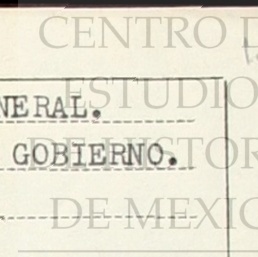 CENTRO D
ESTUDIO
NERAL.
DE HISTOR
GOBIERNO.
DE MEXIC